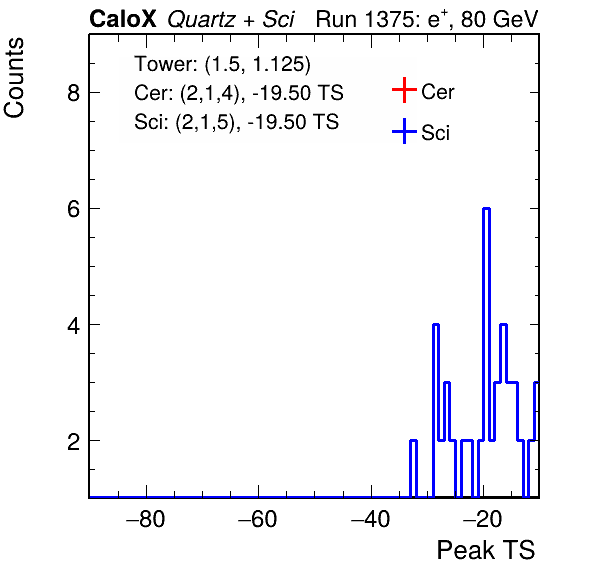 CaloX Quartz + Sci Run 1375: e⁺, 80 GeV
Tower: (1.5, 1.125)
Cer: (2,1,4), -19.50 TS
Sci: (2,1,5), -19.50 TS
Cer
Sci
Counts
8
6
4
2
−80 −60 −40 −20
Peak TS